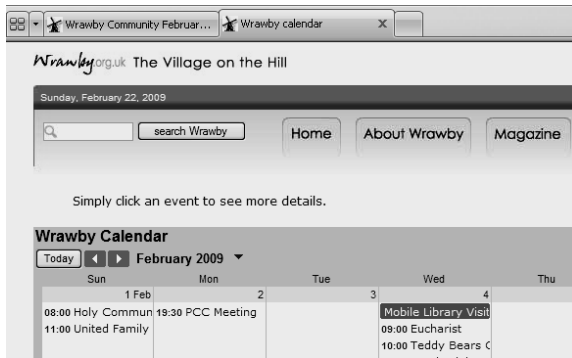 Wrawby Community Februar... Wrawby calendar X
Wrawby.org.uk The Village on the Hill
Sunday, February 22, 2009
search Wrawby Home About Wrawby Magazine
Simply click an event to see more details.
Wrawby Calendar
Today February 2009
Sun Mon Tue Wed Thu
1 Feb 2 3 4
08:00 Holy Commun 19:30 PCC Meeting Mobile Library Visit
11:00 United Family 09:00 Eucharist
10:00 Teddy Bears C